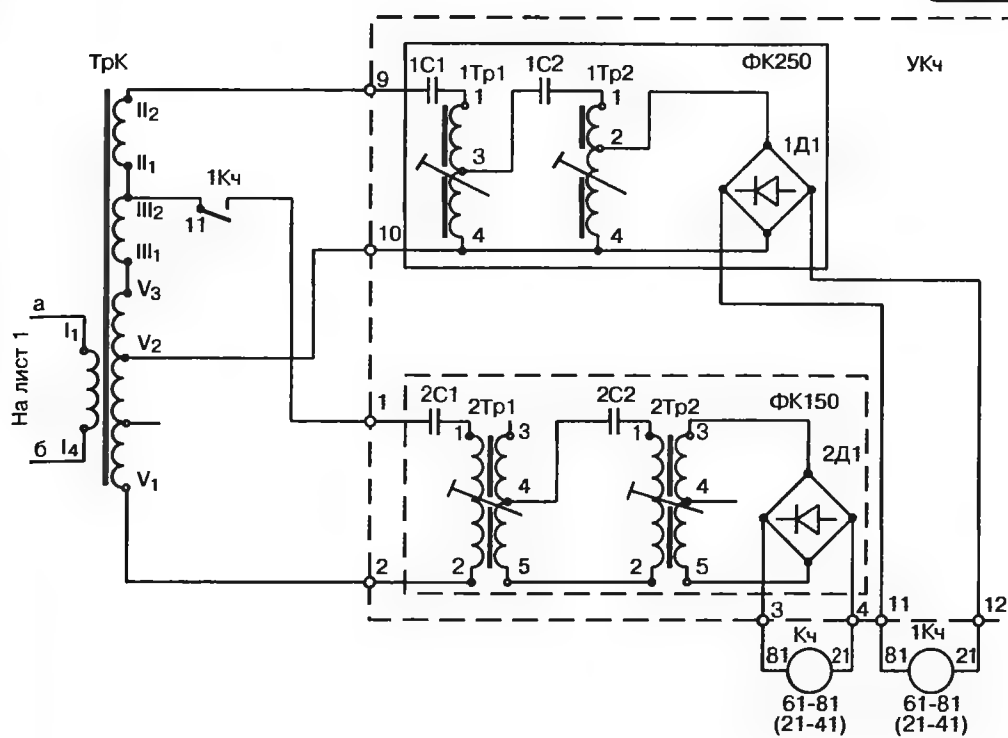 ТрК
9
1С1
1Тр1
1С2
1Тр2
ФК250
УКч
II2
1
1
2
1Д1
II1
1Кч
3
III2
11
10
4
4
III1
V3
а
I1
V2
На лист 1
1
2С1
2Тр1
2С2
2Тр2
ФК150
1
3
1
3
2Д1
б
I4
4
4
V1
2
2
5
2
5
3
4
11
12
Кч
1Кч
81
21
81
21
61-81
(21-41)
61-81
(21-41)